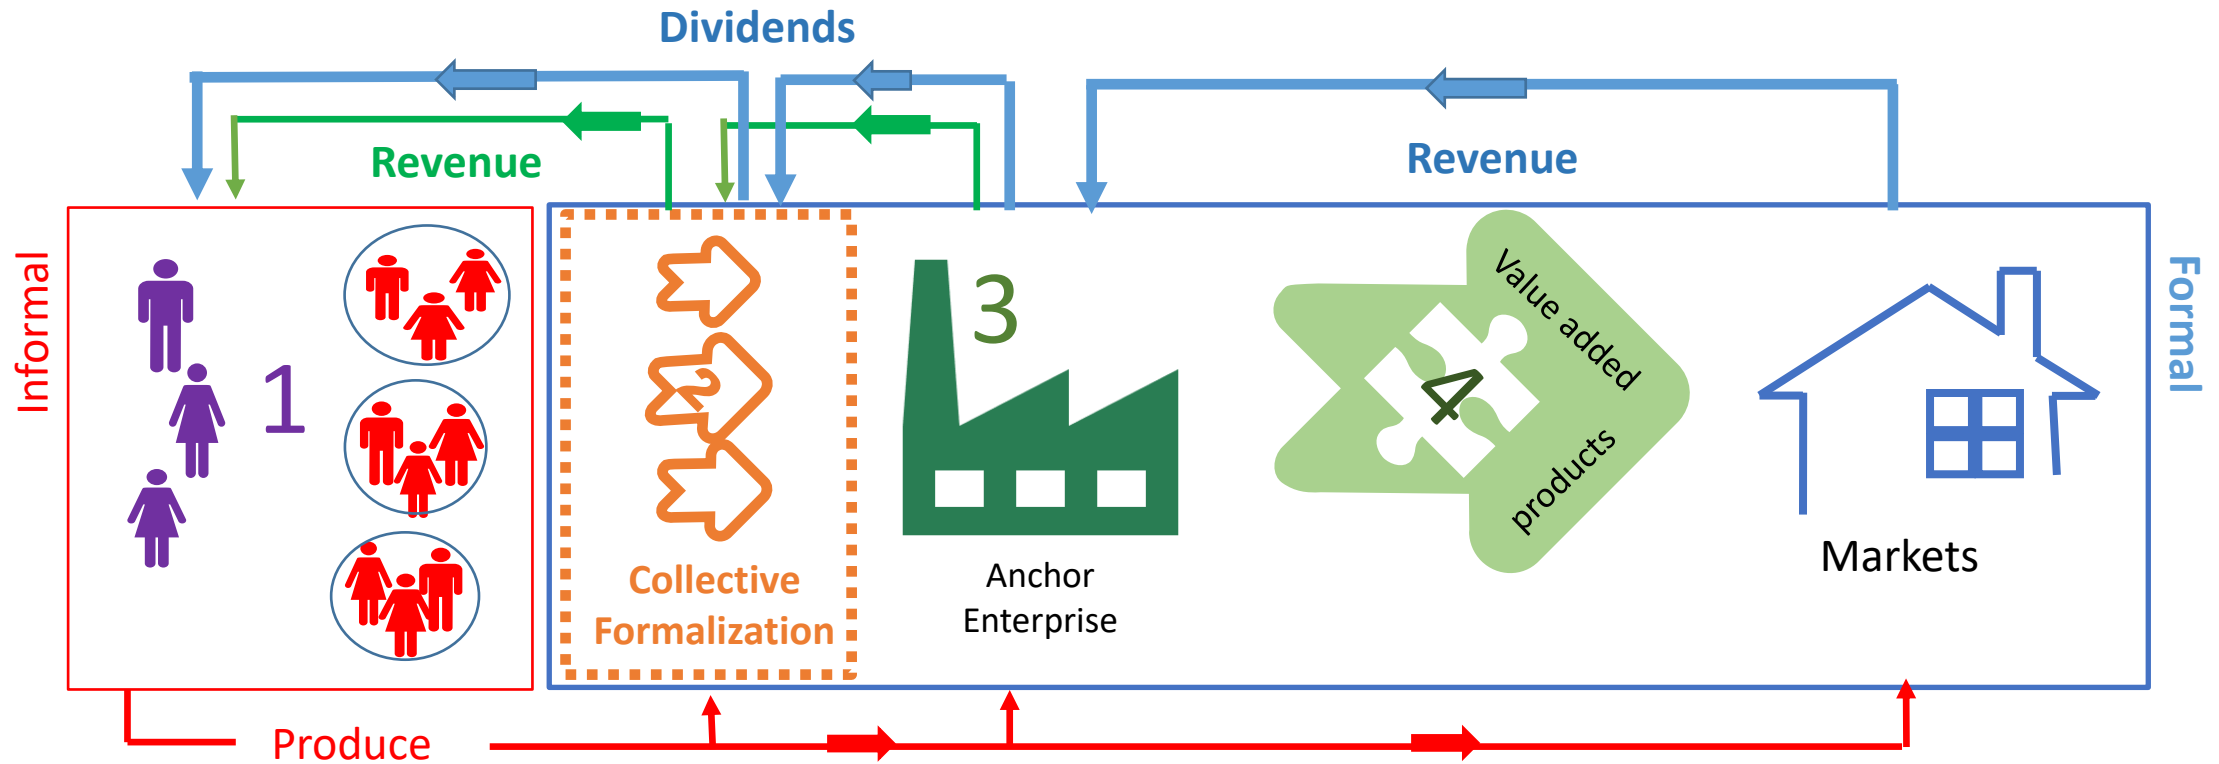 Dividends
Revenue
Revenue
Informal
Formal
1
2
3
4
Value added
products
Collective
Formalization
Anchor
Enterprise
Markets
Produce